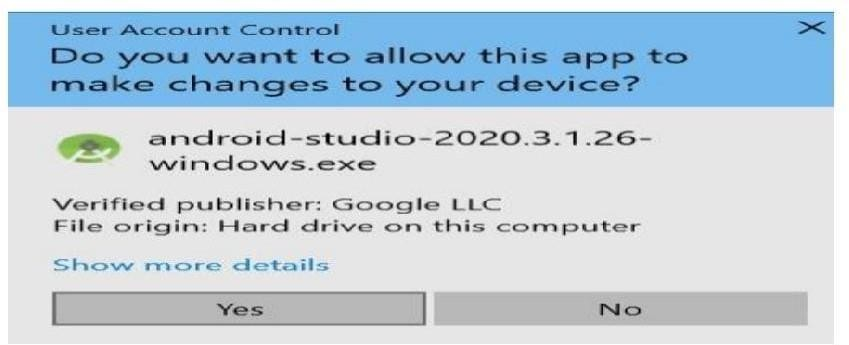 User Account Control
Do you want to allow this app to
make changes to your device?
android-studio-2020.3.1.26-
windows.exe
Verified publisher: Google LLC
File origin: Hard drive on this computer
Show more details
Yes
No